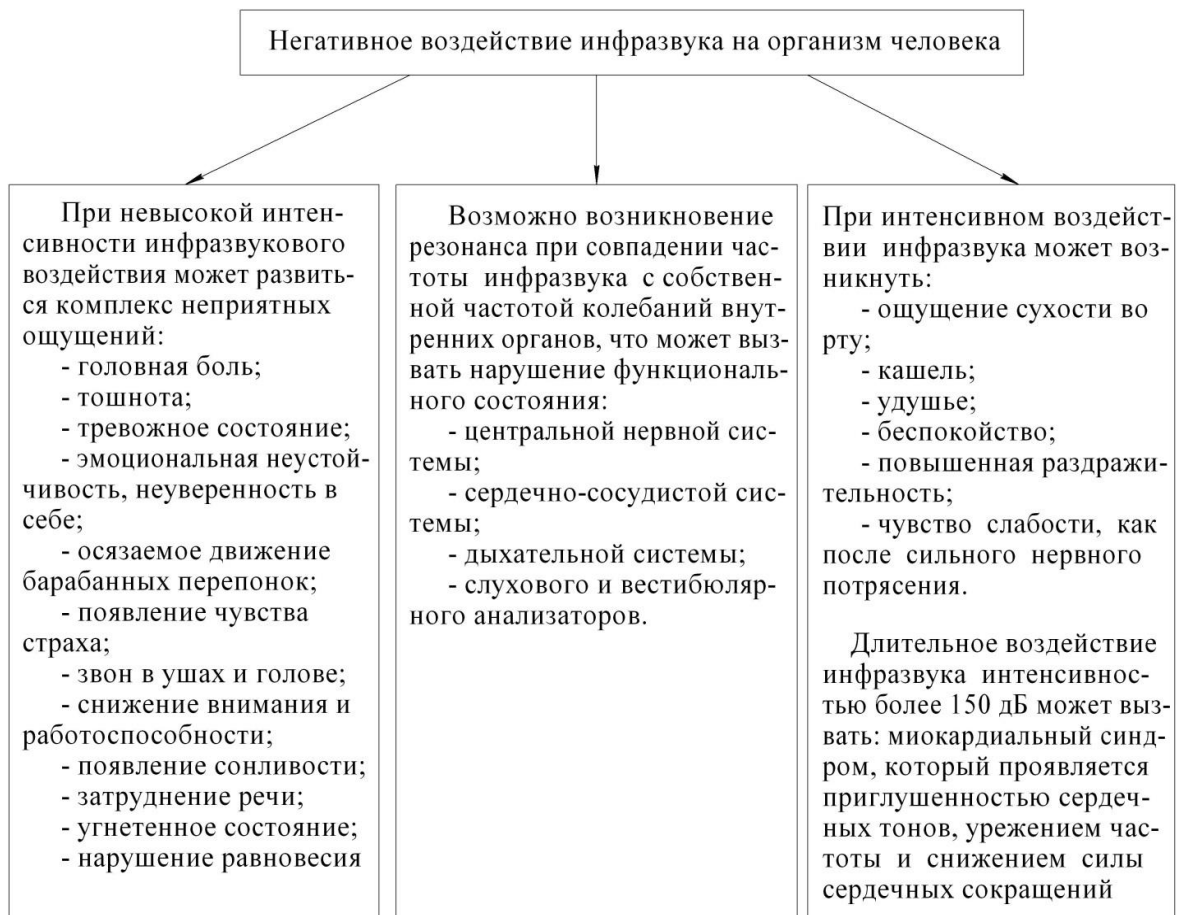 Негативное воздействие инфразвука на организм человека
При невысокой интен-
сивности инфразвукового
воздействия может развить-
ся комплекс неприятных
ощущений:
- головная боль;
- тошнота;
- тревожное состояние;
- эмоциональная неустой-
чивость, неуверенность в
себе;
- осязаемое движение
барабанных перепонок;
- появление чувства
страха;
- звон в ушах и голове;
- снижение внимания и
работоспособности;
- появление сонливости;
- затруднение речи;
- угнетенное состояние;
- нарушение равновесия
Возможно возникновение
резонанса при совпадении час-
тоты инфразвука с собствен-
ной частотой колебаний внут-
ренних органов, что может выз-
вать нарушение функциональ-
ного состояния:
- центральной нервной сис-
темы;
- сердечно-сосудистой сис-
темы;
- дыхательной системы;
- слухового и вестибюляр-
ного анализаторов.
При интенсивном воздейст-
вии инфразвука может воз-
никнуть:
- ощущение сухости во
рту;
- кашель;
- удушье;
- беспокойство;
- повышенная раздражи-
тельность;
- чувство слабости, как
после сильного нервного
потрясения.
Длительное воздействие
инфразвука интенсивнос-
тью более 150 дБ может выз-
вать: миокардиальный синд-
ром, который проявляется
приглушенностью сердеч-
ных тонов, урежением час-
тоты и снижением силы
сердечных сокращений